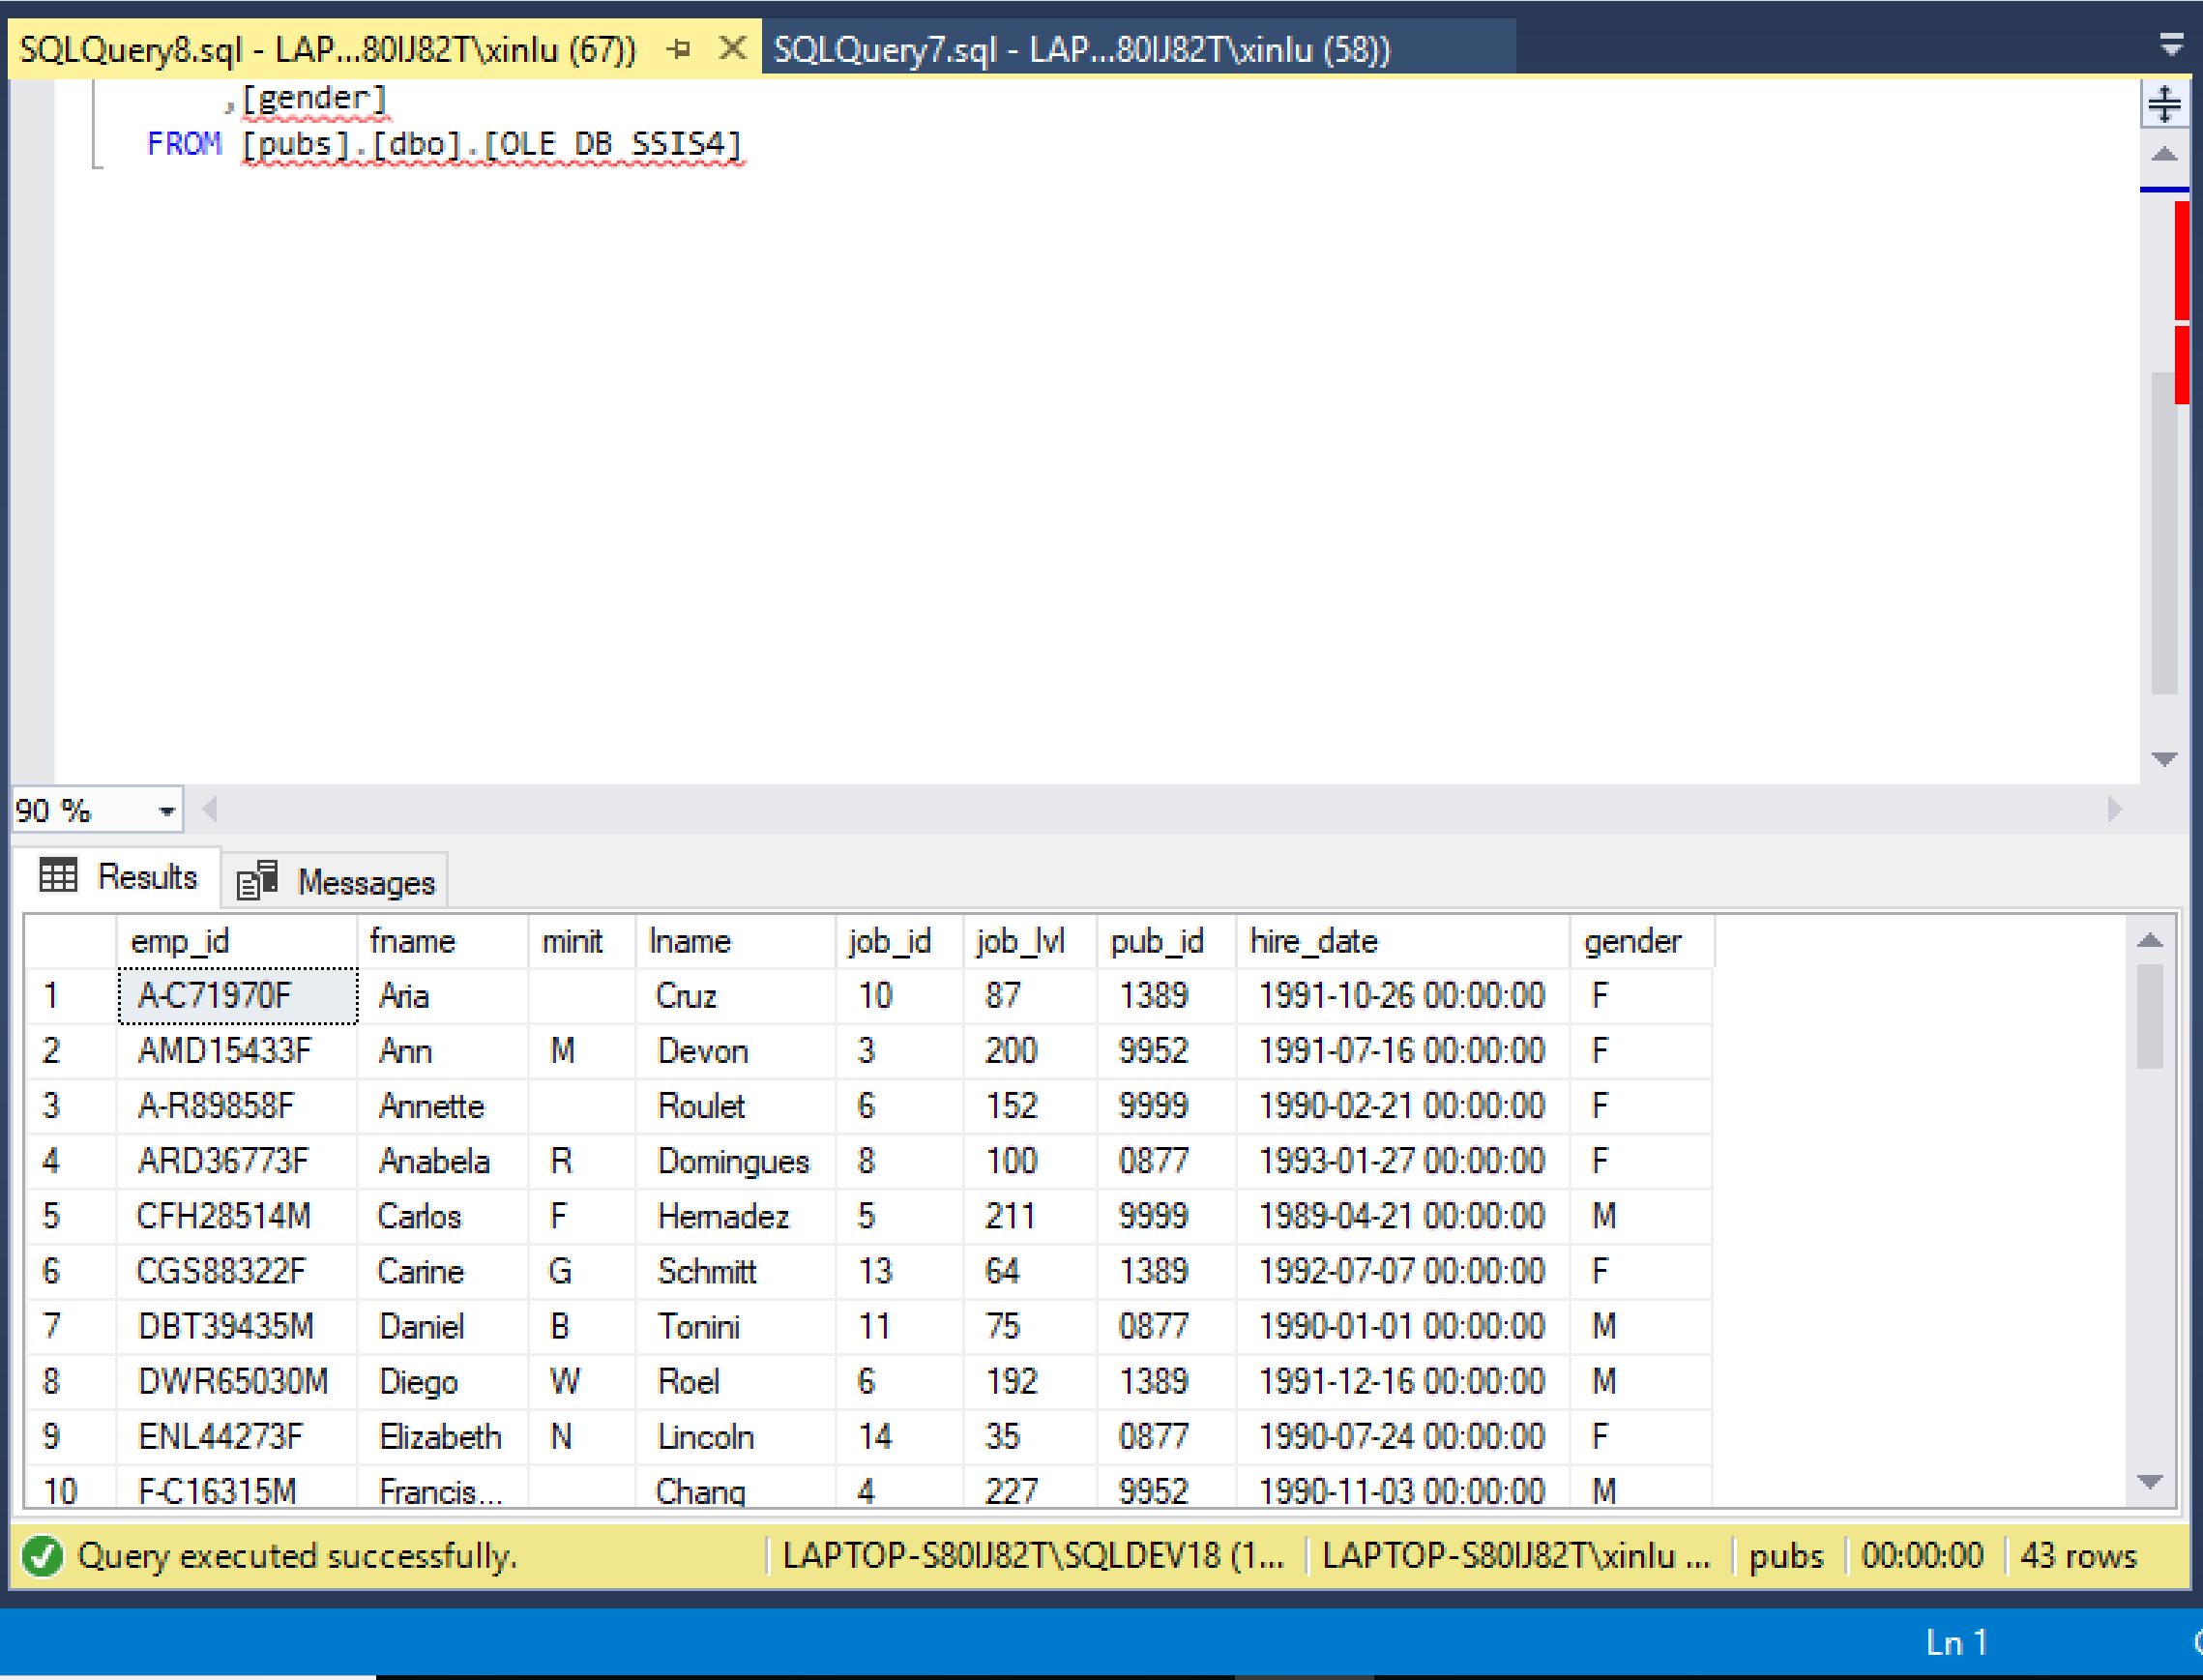 SQLQuery8.sql - LAP...80IJ82T\xinlu (67)) SQLQuery7.sql - LAP...80IJ82T\xinlu (58))
,[gender]
FROM [pubs].[dbo].[OLE DB SSIS4]
90 %
Results Messages
emp_id fname minit lname job_id job_lvl pub_id hire_date gender
1 A-C71970F Aria Cruz 10 87 1389 1991-10-26 00:00:00 F
2 AMD15433F Ann M Devon 3 200 9952 1991-07-16 00:00:00 F
3 A-R89858F Annette Roulet 6 152 9999 1990-02-21 00:00:00 F
4 ARD36773F Anabela R Domingues 8 100 0877 1993-01-27 00:00:00 F
5 CFH28514M Carlos F Hernadez 5 211 9999 1989-04-21 00:00:00 M
6 CGS88322F Carine G Schmitt 13 64 1389 1992-07-07 00:00:00 F
7 DBT39435M Daniel B Tonini 11 75 0877 1990-01-01 00:00:00 M
8 DWR65030M Diego W Roel 6 192 1389 1991-12-16 00:00:00 M
9 ENL44273F Elizabeth N Lincoln 14 35 0877 1990-07-24 00:00:00 F
10 F-C16315M Francis... Chang 4 227 9952 1990-11-03 00:00:00 M
Query executed successfully. LAPTOP-S80IJ82T\SQLDEV18 (1... LAPTOP-S80IJ82T\xinlu ... pubs 00:00:00 43 rows
Ln 1